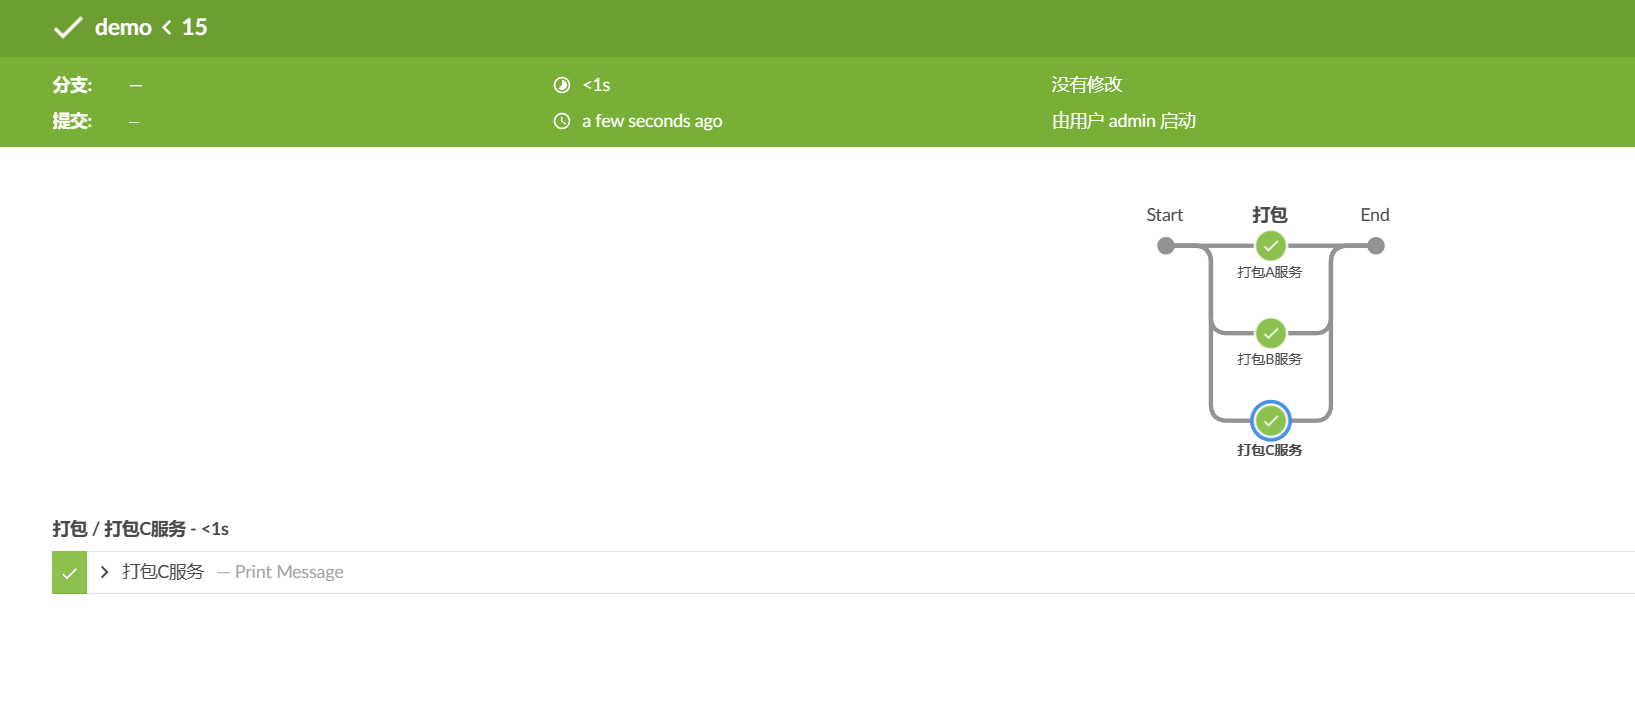 demo < 15
分支: —
<1s
没有修改
提交: –
a few seconds ago
由用户 admin 启动
Start
打包
End
打包A服务
打包B服务
打包C服务
打包 / 打包C服务 - <1s
打包C服务 — Print Message